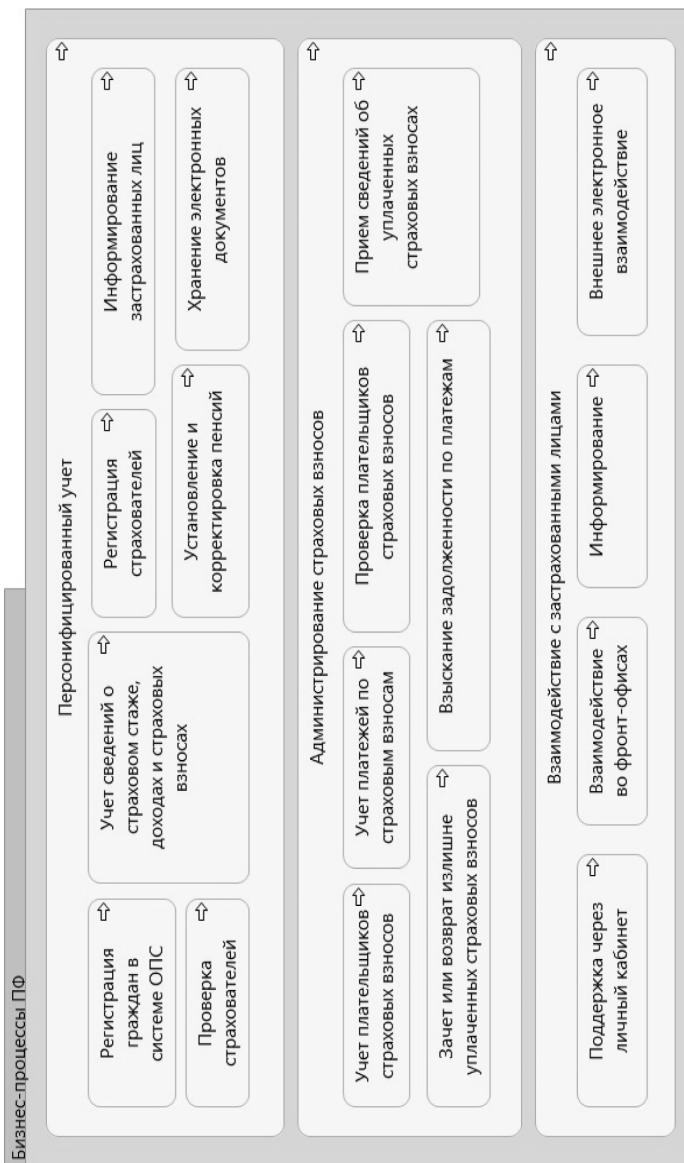 Бизнес-процессы ПФ
Персонифицированный учет
Регистрация
граждан в
системе ОПС
Проверка
страхователей
Учет сведений о
страховом стаже,
доходах и страховых
взносах
Регистрация
страхователей
Установление и
корректировка пенсий
Информирование
застрахованных лиц
Хранение электронных
документов
Администрирование страховых взносов
Учет плательщиков
страховых взносов
Учет платежей по
страховым взносам
Проверка плательщиков
страховых взносов
Прием сведений об
уплаченных
страховых взносах
Зачет или возврат излишне
уплаченных страховых взносов
Взыскание задолженности по платежам
Взаимодействие с застрахованными лицами
Поддержка через
личный кабинет
Взаимодействие
во фронт-офисах
Информирование
Внешнее электронное
взаимодействие